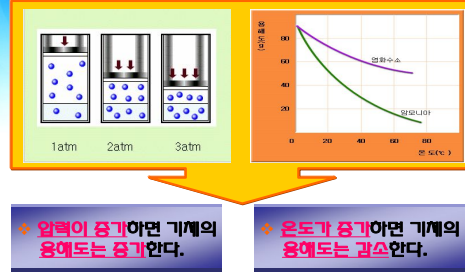 1atm 2atm 3atm
용해도
80
60
40
20
염화수소
암모니아
0 20 40 60 80
온 도(℃)
압력이 증가하면 기체의
용해도는 증가한다.
온도가 증가하면 기체의
용해도는 감소한다.